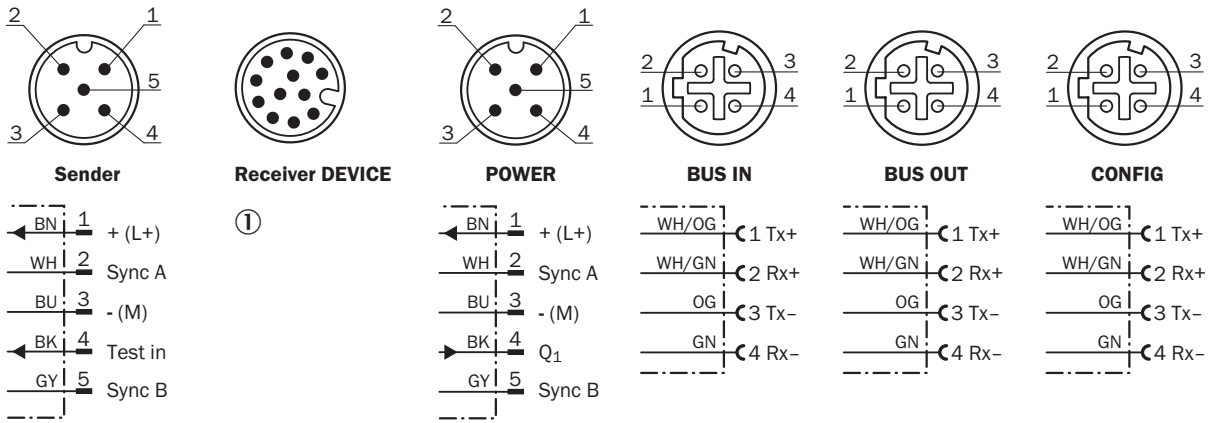 2 1
5
3 4
Sender
BN 1 + (L+)
WH 2 Sync A
BU 3 - (M)
BK 4 Test in
GY 5 Sync B
Receiver DEVICE
①
2 1
5
3 4
POWER
BN 1 + (L+)
WH 2 Sync A
BU 3 - (M)
BK 4 Q₁
GY 5 Sync B
2 3
1 4
BUS IN
WH/OG 1 Tx+
WH/GN 2 Rx+
OG 3 Tx–
GN 4 Rx–
2 3
1 4
BUS OUT
WH/OG 1 Tx+
WH/GN 2 Rx+
OG 3 Tx–
GN 4 Rx–
2 3
1 4
CONFIG
WH/OG 1 Tx+
WH/GN 2 Rx+
OG 3 Tx–
GN 4 Rx–